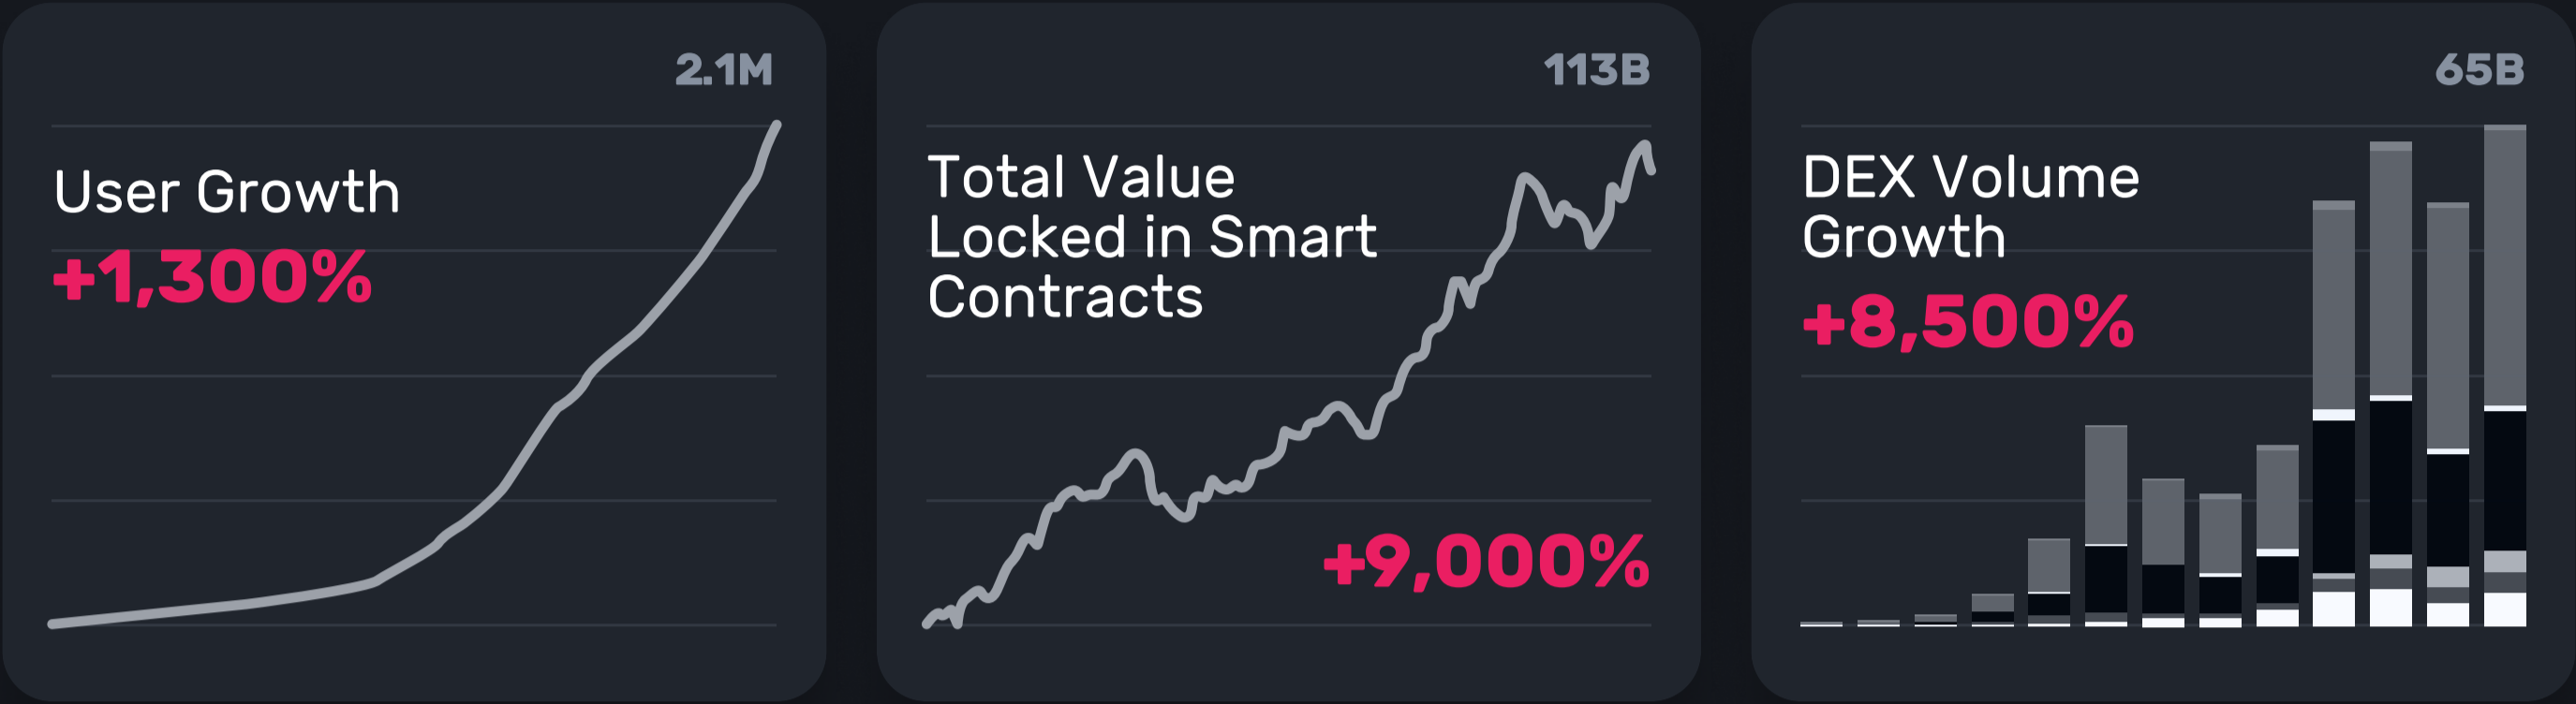 2.1M
User Growth
+1,300%
113B
Total Value
Locked in Smart
Contracts
+9,000%
65B
DEX Volume
Growth
+8,500%